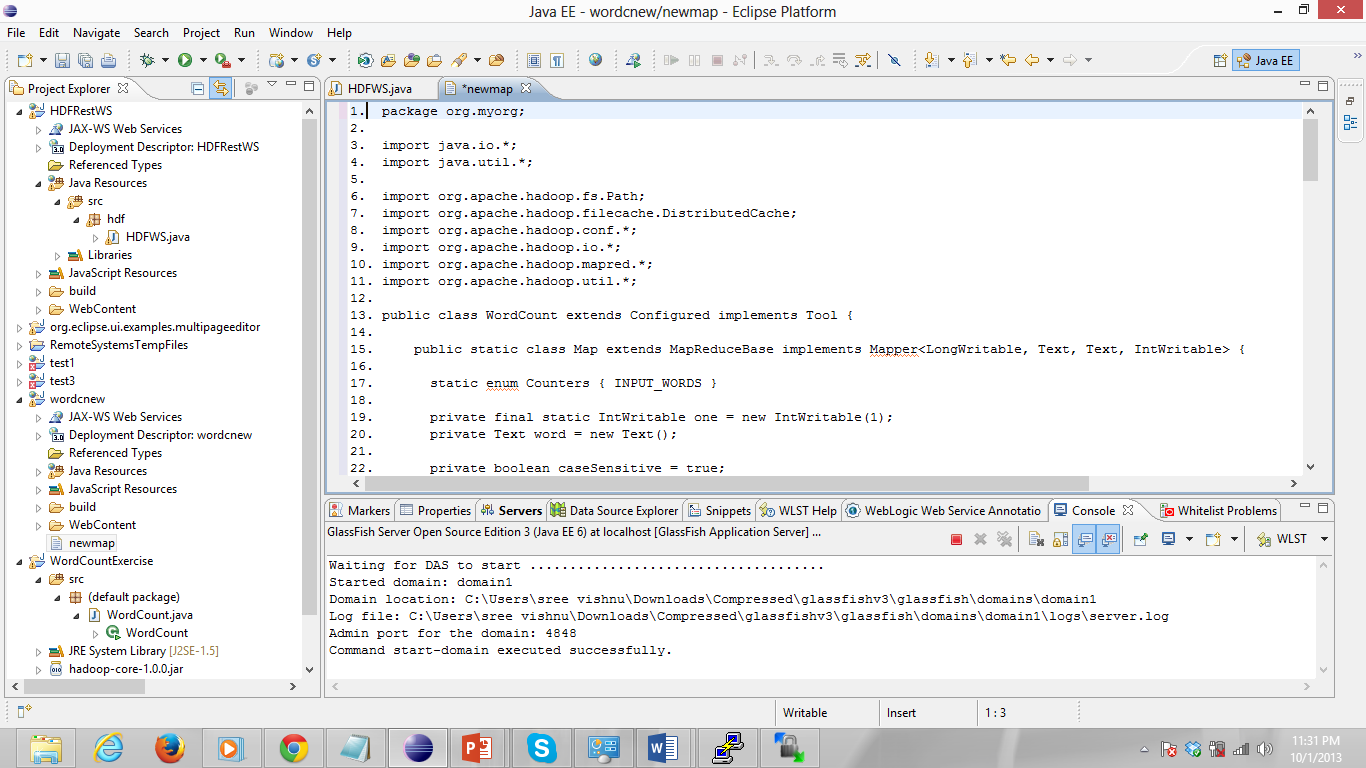 Java EE - wordcnew/newmap - Eclipse Platform
File Edit Navigate Search Project Run Window Help
Java EE
Project Explorer
HDFRestWS
JAX-WS Web Services
Deployment Descriptor: HDFRestWS
Referenced Types
Java Resources
src
hdf
HDFWS.java
Libraries
JavaScript Resources
build
WebContent
org.eclipse.ui.examples.multipageeditor
RemoteSystemsTempFiles
test1
test3
wordcnew
JAX-WS Web Services
Deployment Descriptor: wordcnew
Referenced Types
Java Resources
JavaScript Resources
build
WebContent
newmap
WordCountExercise
src
(default package)
WordCount.java
WordCount
JRE System Library [J2SE-1.5]
hadoop-core-1.0.0.jar
HDFWS.java *newmap
1. package org.myorg;
2.
3. import java.io.*;
4. import java.util.*;
5.
6. import org.apache.hadoop.fs.Path;
7. import org.apache.hadoop.filecache.DistributedCache;
8. import org.apache.hadoop.conf.*;
9. import org.apache.hadoop.io.*;
10. import org.apache.hadoop.mapred.*;
11. import org.apache.hadoop.util.*;
12.
13. public class WordCount extends Configured implements Tool {
14.
15. public static class Map extends MapReduceBase implements Mapper<LongWritable, Text, Text, IntWritable> {
16.
17. static enum Counters { INPUT_WORDS }
18.
19. private final static IntWritable one = new IntWritable(1);
20. private Text word = new Text();
21.
22. private boolean caseSensitive = true;
Markers Properties Servers Data Source Explorer Snippets WLST Help WebLogic Web Service Annotatio Console Whitelist Problems
GlassFish Server Open Source Edition 3 (Java EE 6) at localhost [GlassFish Application Server] ...
WLST
Waiting for DAS to start .....................................
Started domain: domain1
Domain location: C:\Users\sree vishnu\Downloads\Compressed\glassfishv3\glassfish\domains\domain1
Log file: C:\Users\sree vishnu\Downloads\Compressed\glassfishv3\glassfish\domains\domain1\logs\server.log
Admin port for the domain: 4848
Command start-domain executed successfully.
Writable Insert 1 : 3
11:31 PM
10/1/2013